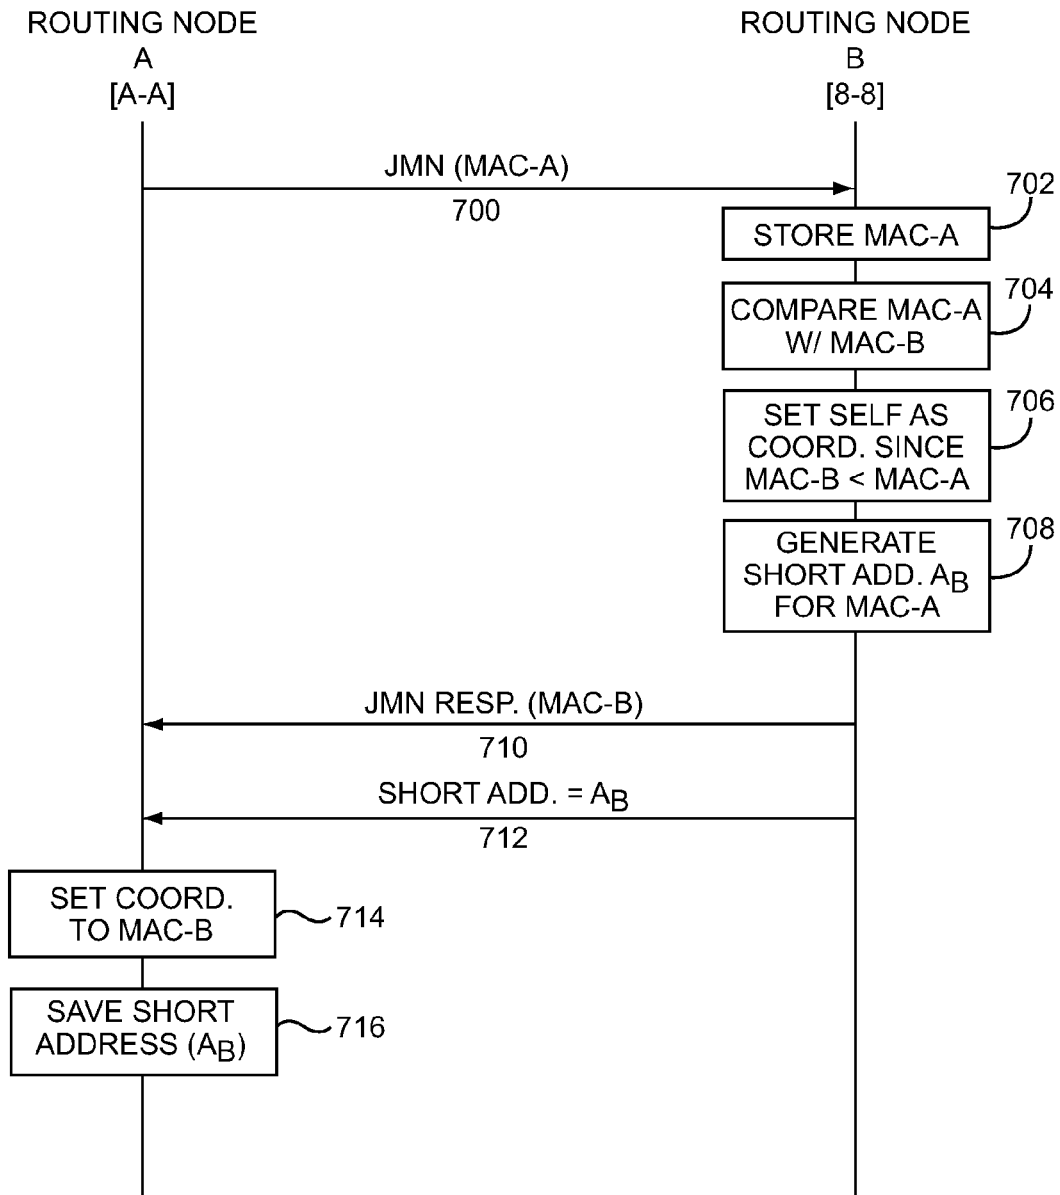 ROUTING NODE
A
[A-A]
ROUTING NODE
B
[8-8]
JMN (MAC-A)
700
702
STORE MAC-A
704
COMPARE MAC-A
W/ MAC-B
706
SET SELF AS
COORD. SINCE
MAC-B < MAC-A
708
GENERATE
SHORT ADD. AB
FOR MAC-A
JMN RESP. (MAC-B)
710
SHORT ADD. = AB
712
SET COORD.
TO MAC-B
714
SAVE SHORT
ADDRESS (AB)
716